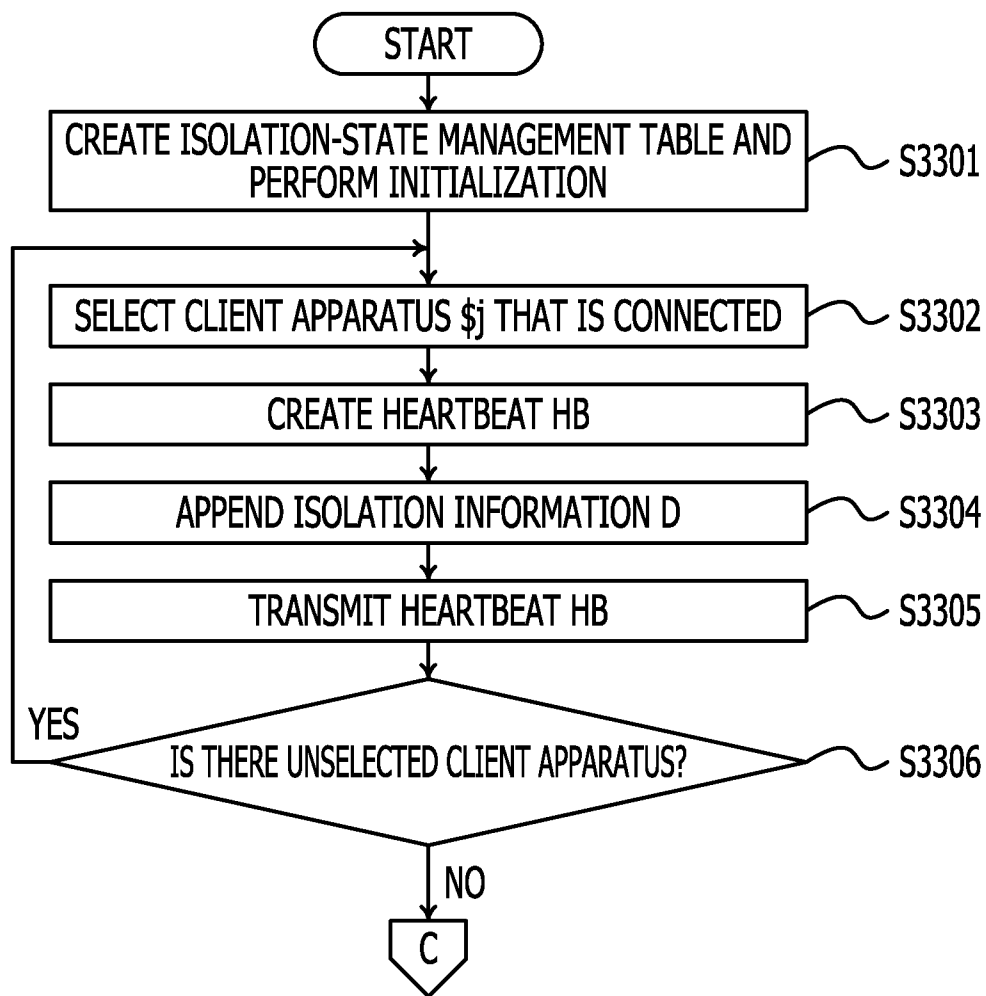 START
CREATE ISOLATION-STATE MANAGEMENT TABLE AND
PERFORM INITIALIZATION
S3301
SELECT CLIENT APPARATUS $j THAT IS CONNECTED
S3302
CREATE HEARTBEAT HB
S3303
APPEND ISOLATION INFORMATION D
S3304
TRANSMIT HEARTBEAT HB
S3305
YES
IS THERE UNSELECTED CLIENT APPARATUS?
S3306
NO
C